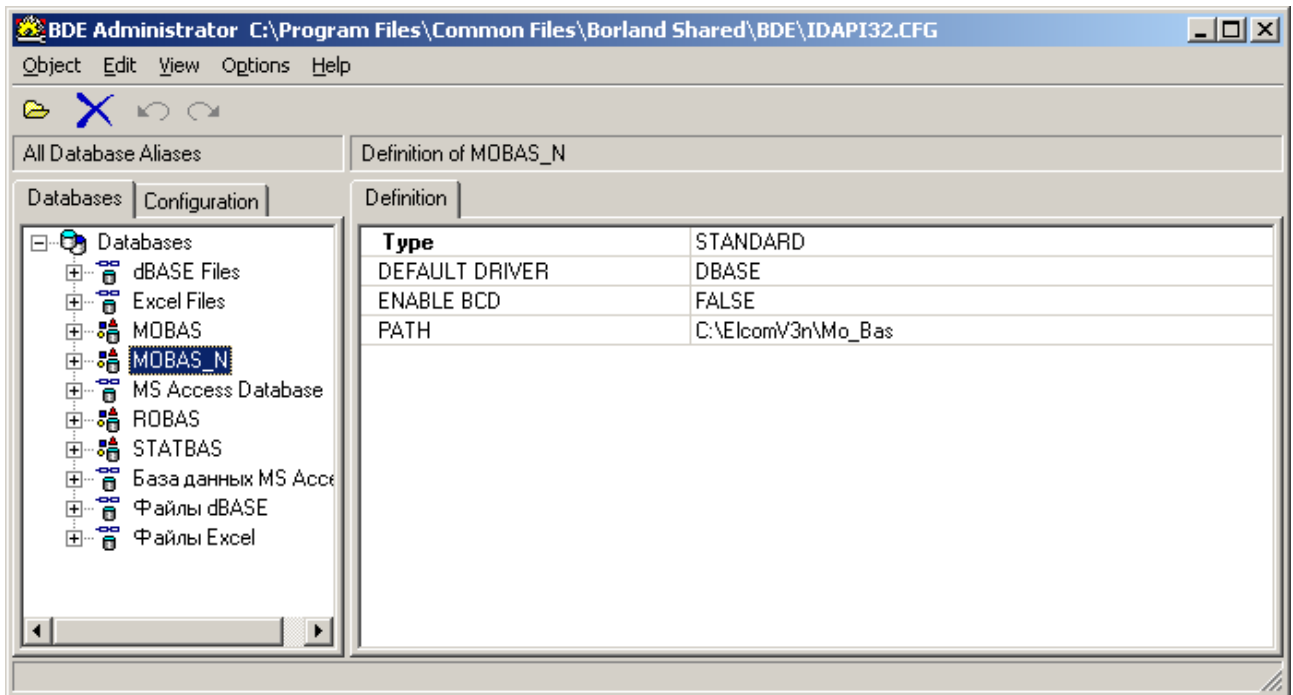 BDE Administrator C:\Program Files\Common Files\Borland Shared\BDE\IDAPI32.CFG
Object Edit View Options Help
All Database Aliases
Definition of MOBAS_N
Databases Configuration
Definition
Databases
dBASE Files
Excel Files
MOBAS
MOBAS_N
MS Access Database
ROBAS
STATBAS
База данных MS Acce
Файлы dBASE
Файлы Excel
Type STANDARD
DEFAULT DRIVER DBASE
ENABLE BCD FALSE
PATH C:\ElcomV3n\Mo_Bas